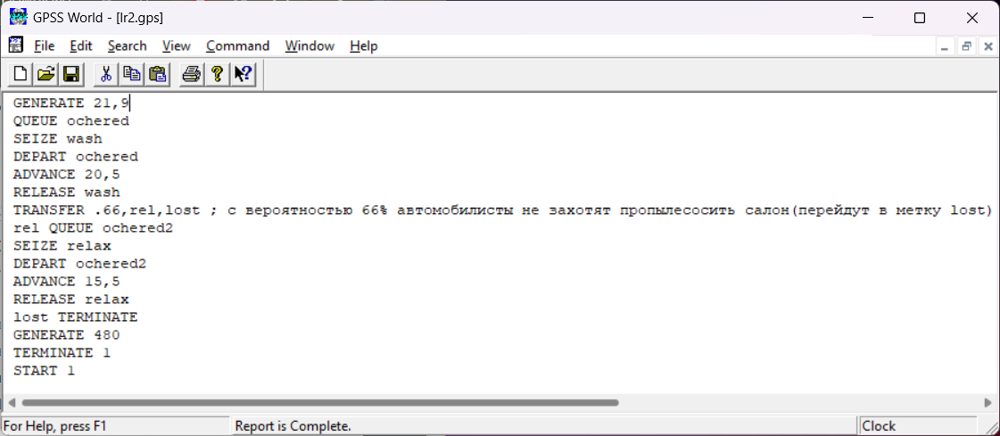 GPSS World - [lr2.gps]
File Edit Search View Command Window Help
GENERATE 21,9
QUEUE ochered
SEIZE wash
DEPART ochered
ADVANCE 20,5
RELEASE wash
TRANSFER .66,rel,lost ; с вероятностью 66% автомобилисты не захотят пропылесосить салон(перейдут в метку lost)
rel QUEUE ochered2
SEIZE relax
DEPART ochered2
ADVANCE 15,5
RELEASE relax
lost TERMINATE
GENERATE 480
TERMINATE 1
START 1
For Help, press F1 Report is Complete. Clock